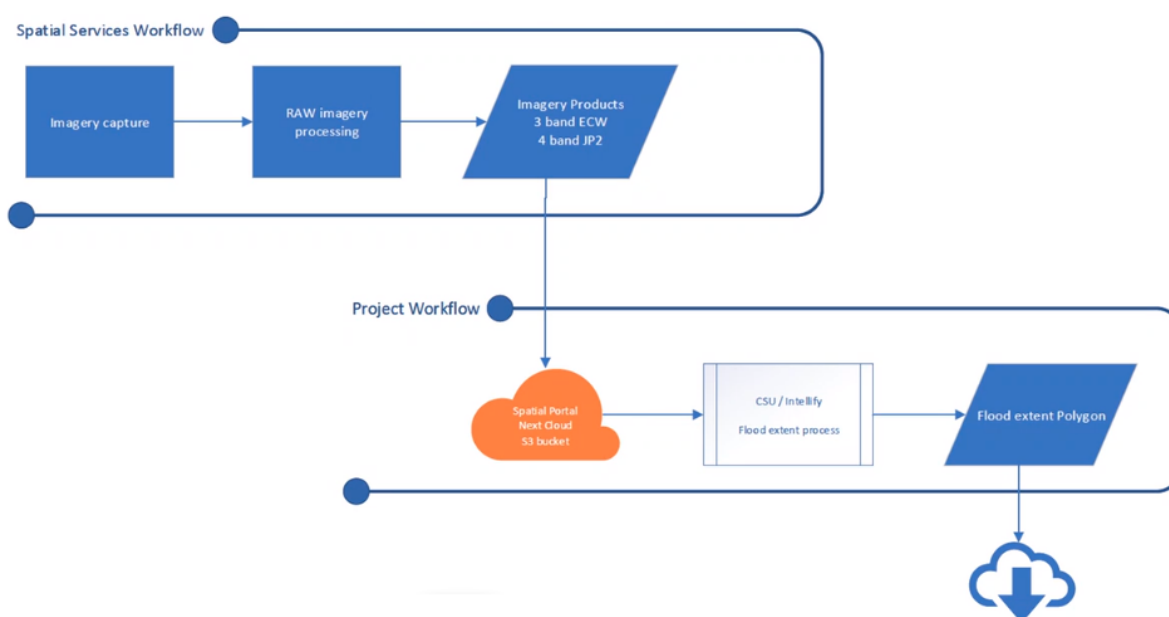 Spatial Services Workflow
Imagery capture
RAW imagery
processing
Imagery Products
3 band ECW
4 band JP2
Project Workflow
Spatial Portal
Next Cloud
S3 bucket
CSU / Intellify
Flood extent process
Flood extent Polygon